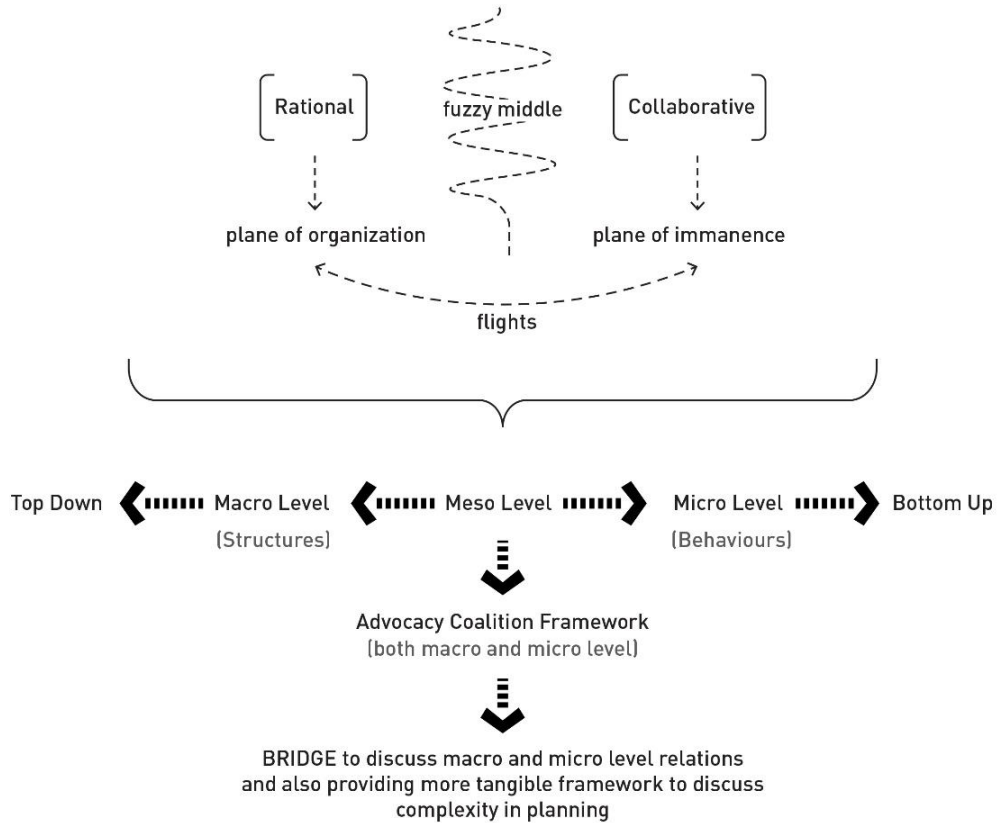 Rational
fuzzy middle
Collaborative
plane of organization
plane of immanence
flights
Top Down
Macro Level
Meso Level
Micro Level
Bottom Up
(Structures)
(Behaviours)
Advocacy Coalition Framework
(both macro and micro level)
BRIDGE to discuss macro and micro level relations
and also providing more tangible framework to discuss
complexity in planning